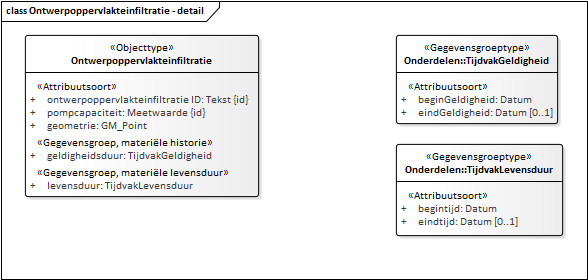 class Ontwerpoppervlakteinfiltratie - detail
«Objecttype»
Ontwerpoppervlakteinfiltratie
«Attribuutsoort»
+ ontwerpoppervlakteinfiltratie ID: Tekst {id}
+ pompcapaciteit: Meetwaarde {id}
+ geometrie: GM_Point
«Gegevensgroep, materiële historie»
+ geldigheidsduur: TijdvakGeldigheid
«Gegevensgroep, materiële levensduur»
+ levensduur: TijdvakLevensduur
«Gegevensgroeptype»
Onderdelen::TijdvakGeldigheid
«Attribuutsoort»
+ beginGeldigheid: Datum
+ eindGeldigheid: Datum [0..1]
«Gegevensgroeptype»
Onderdelen::TijdvakLevensduur
«Attribuutsoort»
+ begintijd: Datum
+ eindtijd: Datum [0..1]